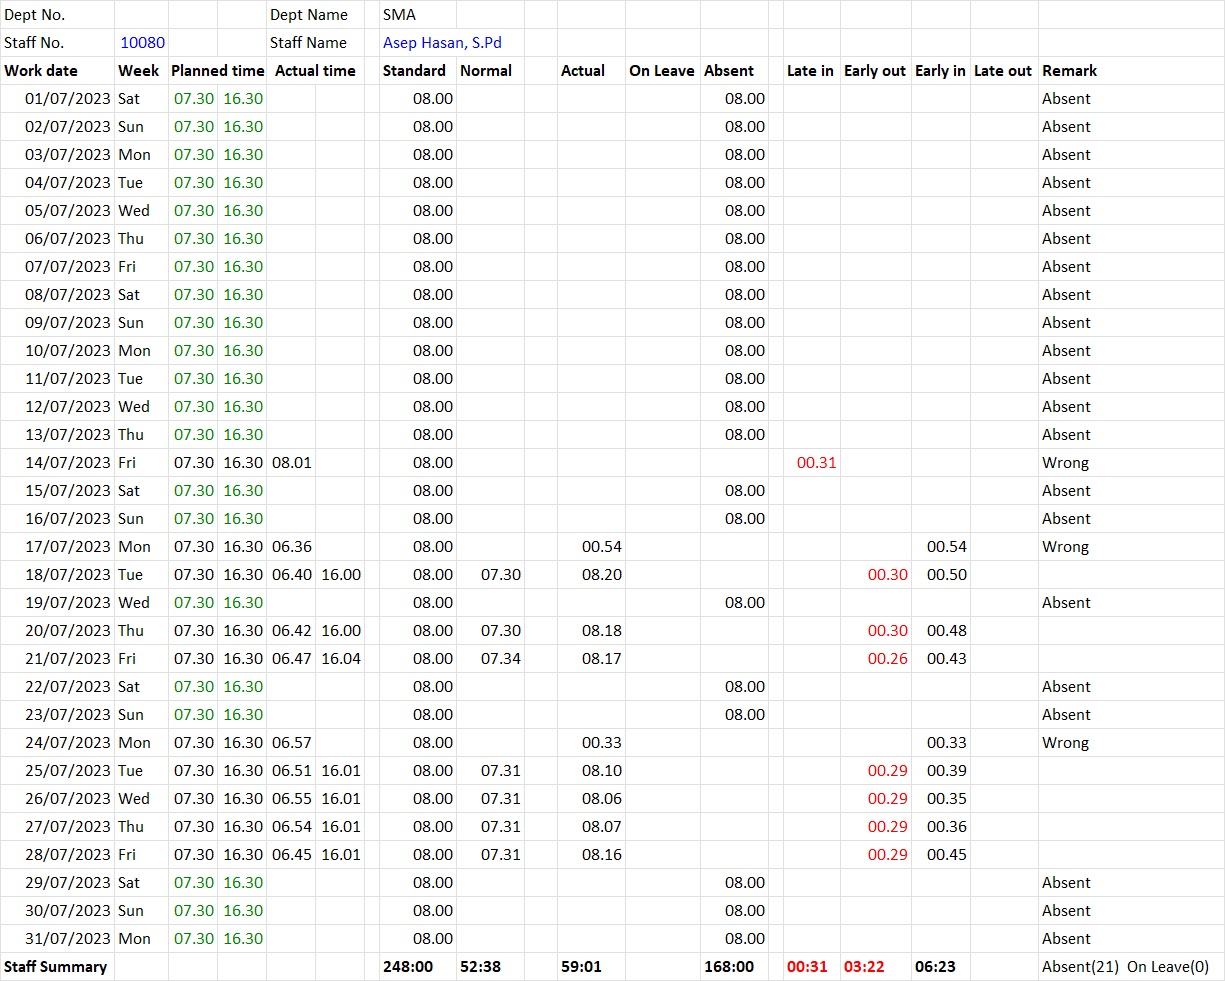 Dept No. Dept Name SMA
Staff No. 10080 Staff Name Asep Hasan, S.Pd
Work date Week Planned time Actual time Standard Normal Actual On Leave Absent Late in Early out Early in Late out Remark
01/07/2023 Sat 07.30 16.30 08.00 08.00 Absent
02/07/2023 Sun 07.30 16.30 08.00 08.00 Absent
03/07/2023 Mon 07.30 16.30 08.00 08.00 Absent
04/07/2023 Tue 07.30 16.30 08.00 08.00 Absent
05/07/2023 Wed 07.30 16.30 08.00 08.00 Absent
06/07/2023 Thu 07.30 16.30 08.00 08.00 Absent
07/07/2023 Fri 07.30 16.30 08.00 08.00 Absent
08/07/2023 Sat 07.30 16.30 08.00 08.00 Absent
09/07/2023 Sun 07.30 16.30 08.00 08.00 Absent
10/07/2023 Mon 07.30 16.30 08.00 08.00 Absent
11/07/2023 Tue 07.30 16.30 08.00 08.00 Absent
12/07/2023 Wed 07.30 16.30 08.00 08.00 Absent
13/07/2023 Thu 07.30 16.30 08.00 08.00 Absent
14/07/2023 Fri 07.30 16.30 08.01 08.00 00.31 Wrong
15/07/2023 Sat 07.30 16.30 08.00 08.00 Absent
16/07/2023 Sun 07.30 16.30 08.00 08.00 Absent
17/07/2023 Mon 07.30 16.30 06.36 08.00 00.54 00.54 Wrong
18/07/2023 Tue 07.30 16.30 06.40 16.00 08.00 07.30 08.20 00.30 00.50
19/07/2023 Wed 07.30 16.30 08.00 08.00 Absent
20/07/2023 Thu 07.30 16.30 06.42 16.00 08.00 07.30 08.18 00.30 00.48
21/07/2023 Fri 07.30 16.30 06.47 16.04 08.00 07.34 08.17 00.26 00.43
22/07/2023 Sat 07.30 16.30 08.00 08.00 Absent
23/07/2023 Sun 07.30 16.30 08.00 08.00 Absent
24/07/2023 Mon 07.30 16.30 06.57 08.00 00.33 00.33 Wrong
25/07/2023 Tue 07.30 16.30 06.51 16.01 08.00 07.31 08.10 00.29 00.39
26/07/2023 Wed 07.30 16.30 06.55 16.01 08.00 07.31 08.06 00.29 00.35
27/07/2023 Thu 07.30 16.30 06.54 16.01 08.00 07.31 08.07 00.29 00.36
28/07/2023 Fri 07.30 16.30 06.45 16.01 08.00 07.31 08.16 00.29 00.45
29/07/2023 Sat 07.30 16.30 08.00 08.00 Absent
30/07/2023 Sun 07.30 16.30 08.00 08.00 Absent
31/07/2023 Mon 07.30 16.30 08.00 08.00 Absent
Staff Summary 248:00 52:38 59:01 168:00 00:31 03:22 06:23 Absent(21) On Leave(0)